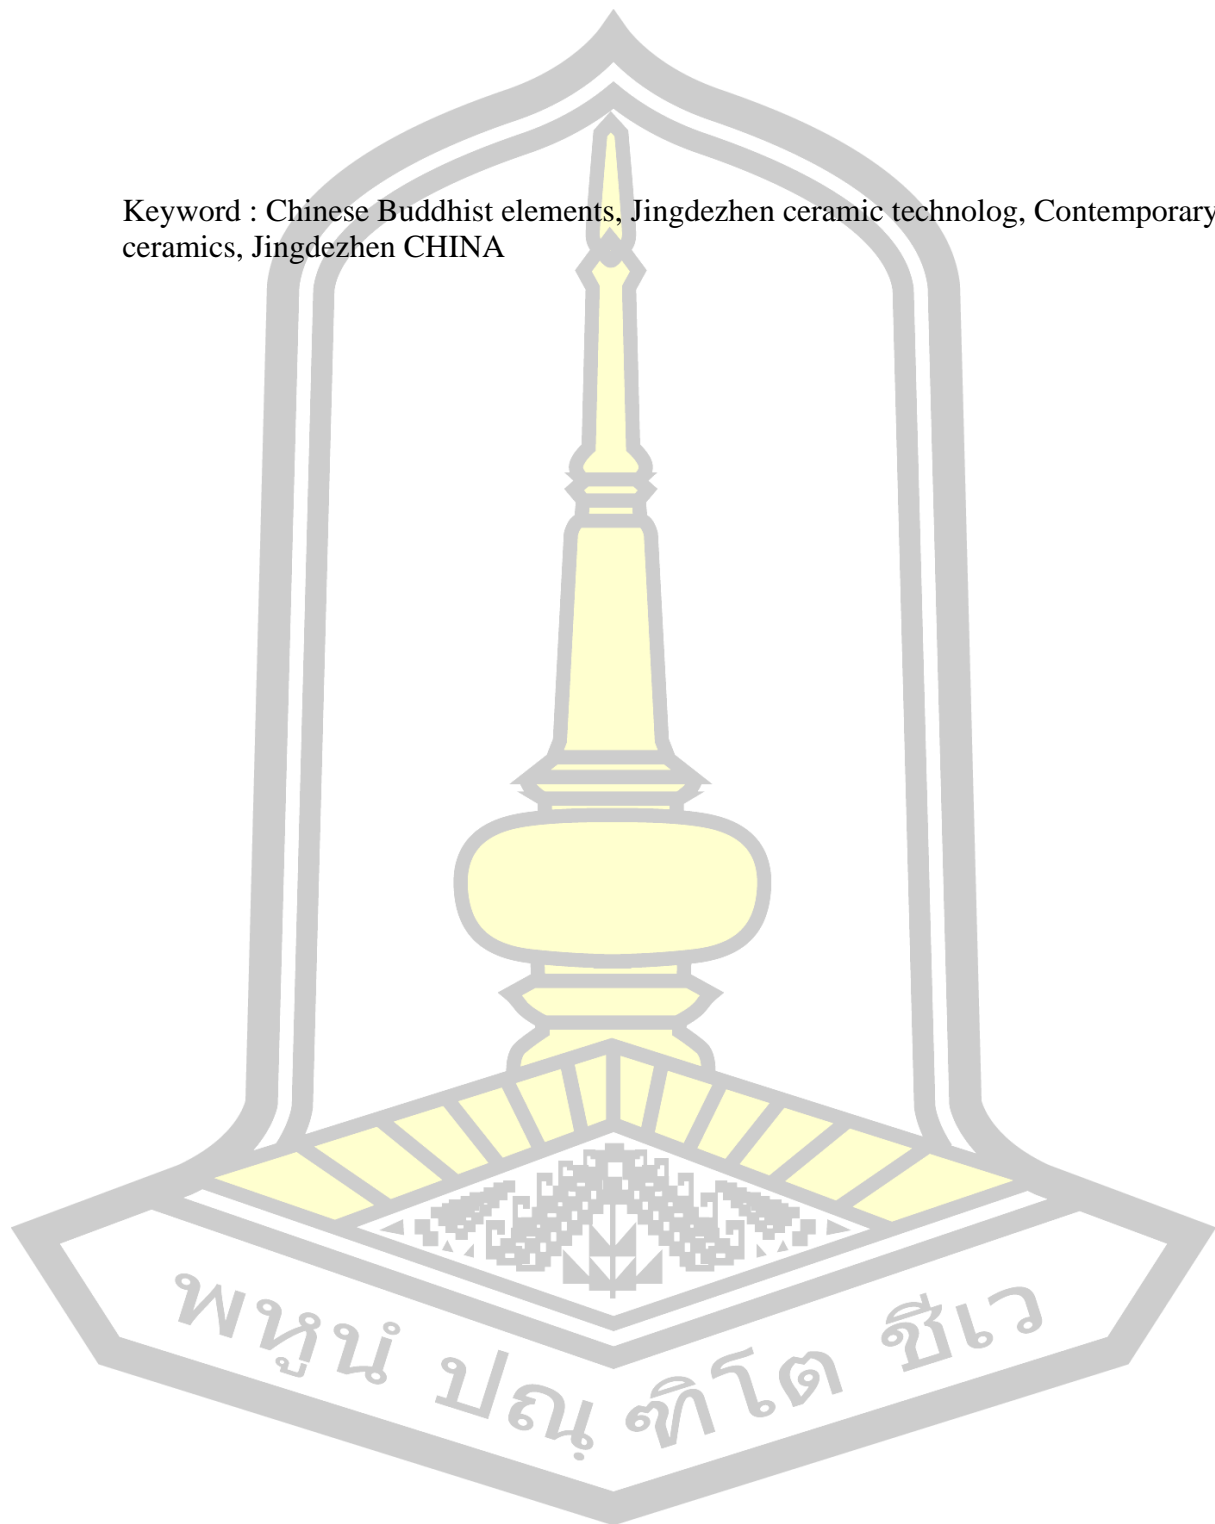 Keyword : Chinese Buddhist elements, Jingdezhen ceramic technolog, Contemporary
ceramics, Jingdezhen CHINA
พหูนํ ปณฺฑิโต ชีเว